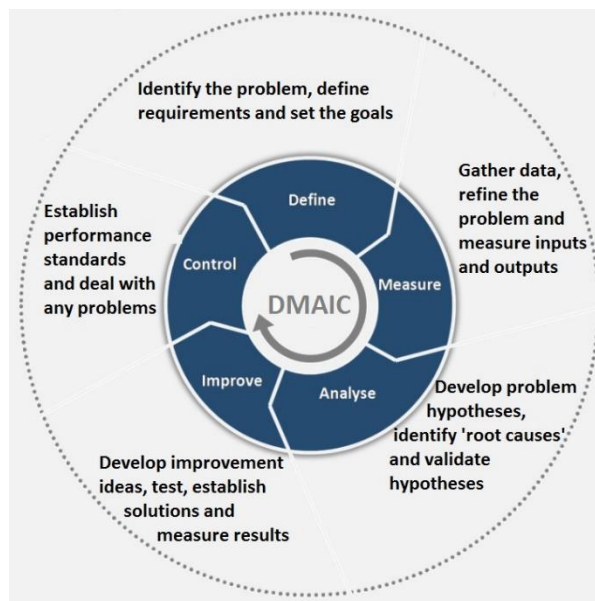 Identify the problem, define
requirements and set the goals
Define
Gather data,
refine the
problem and
measure inputs
and outputs
Measure
Develop problem
hypotheses,
identify 'root causes'
and validate
hypotheses
Analyse
Develop improvement
ideas, test, establish
solutions and
measure results
Improve
Establish
performance
standards
and deal with
any problems
Control
DMAIC